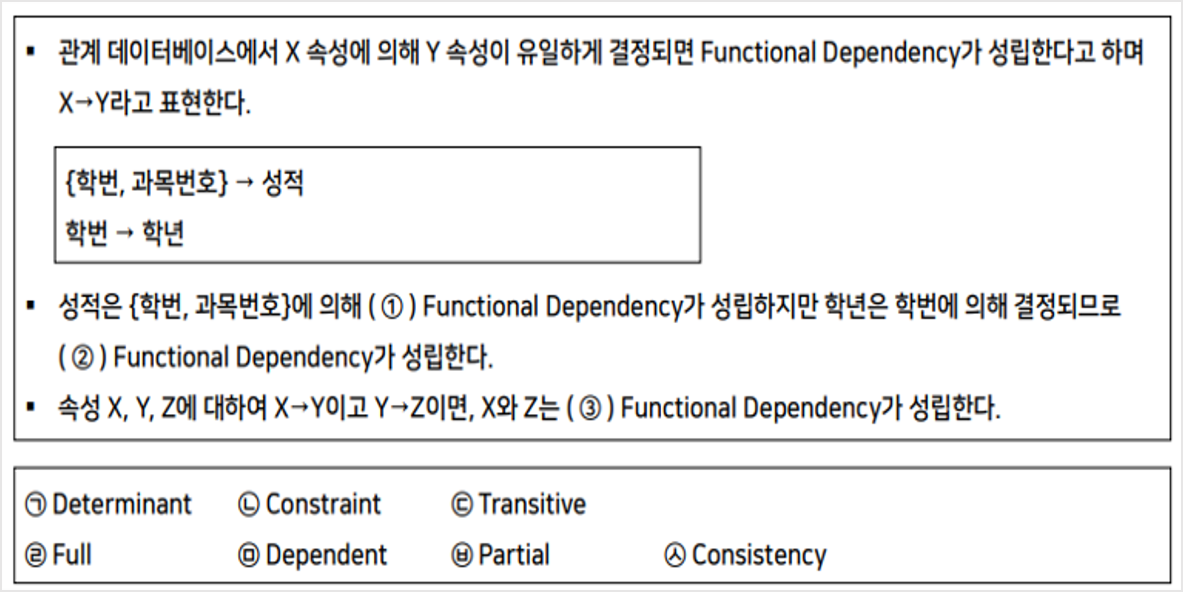 ▪ 관계 데이터베이스에서 X 속성에 의해 Y 속성이 유일하게 결정되면 Functional Dependency가 성립한다고 하며
X→Y라고 표현한다.
{학번, 과목번호} → 성적
학번 → 학년
▪ 성적은 {학번, 과목번호}에 의해 ( ① ) Functional Dependency가 성립하지만 학년은 학번에 의해 결정되므로
( ② ) Functional Dependency가 성립한다.
▪ 속성 X, Y, Z에 대하여 X→Y이고 Y→Z이면, X와 Z는 ( ③ ) Functional Dependency가 성립한다.
㉠ Determinant ㉡ Constraint ㉢ Transitive
㉣ Full ㉤ Dependent ㉥ Partial ㉦ Consistency